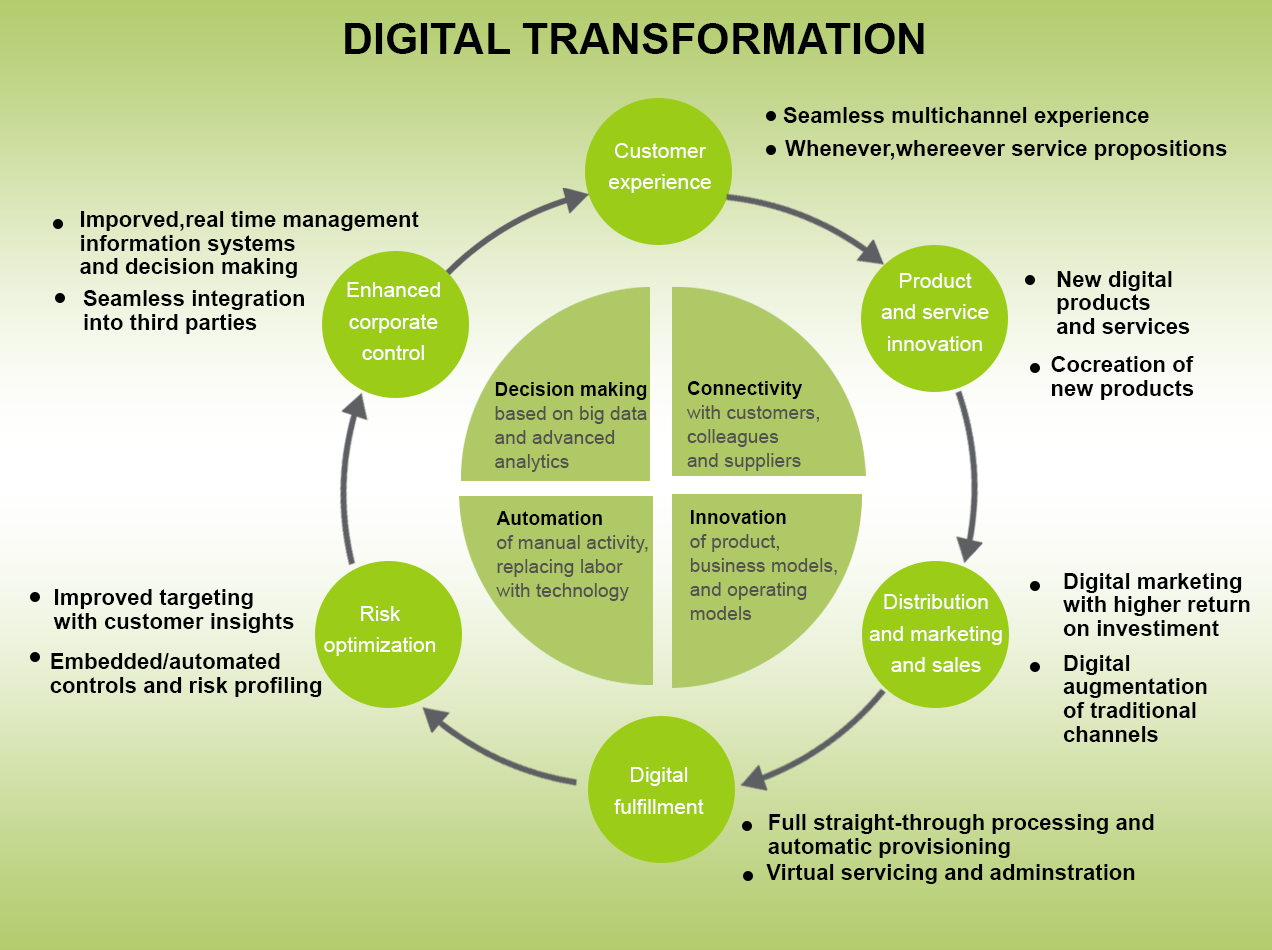 DIGITAL TRANSFORMATION
Customer
experience
• Seamless multichannel experience
• Whenever,whereever service propositions
Product
and service
innovation
• New digital
products
and services
• Cocreation of
new products
Distribution
and marketing
and sales
• Digital marketing
with higher return
on investiment
• Digital
augmentation
of traditional
channels
Digital
fulfillment
• Full straight-through processing and
automatic provisioning
• Virtual servicing and adminstration
Risk
optimization
• Improved targeting
with customer insights
• Embedded/automated
controls and risk profiling
Enhanced
corporate
control
• Imporved,real time management
information systems
and decision making
• Seamless integration
into third parties
Decision making
based on big data
and advanced
analytics
Connectivity
with customers,
colleagues
and suppliers
Automation
of manual activity,
replacing labor
with technology
Innovation
of product,
business models,
and operating
models